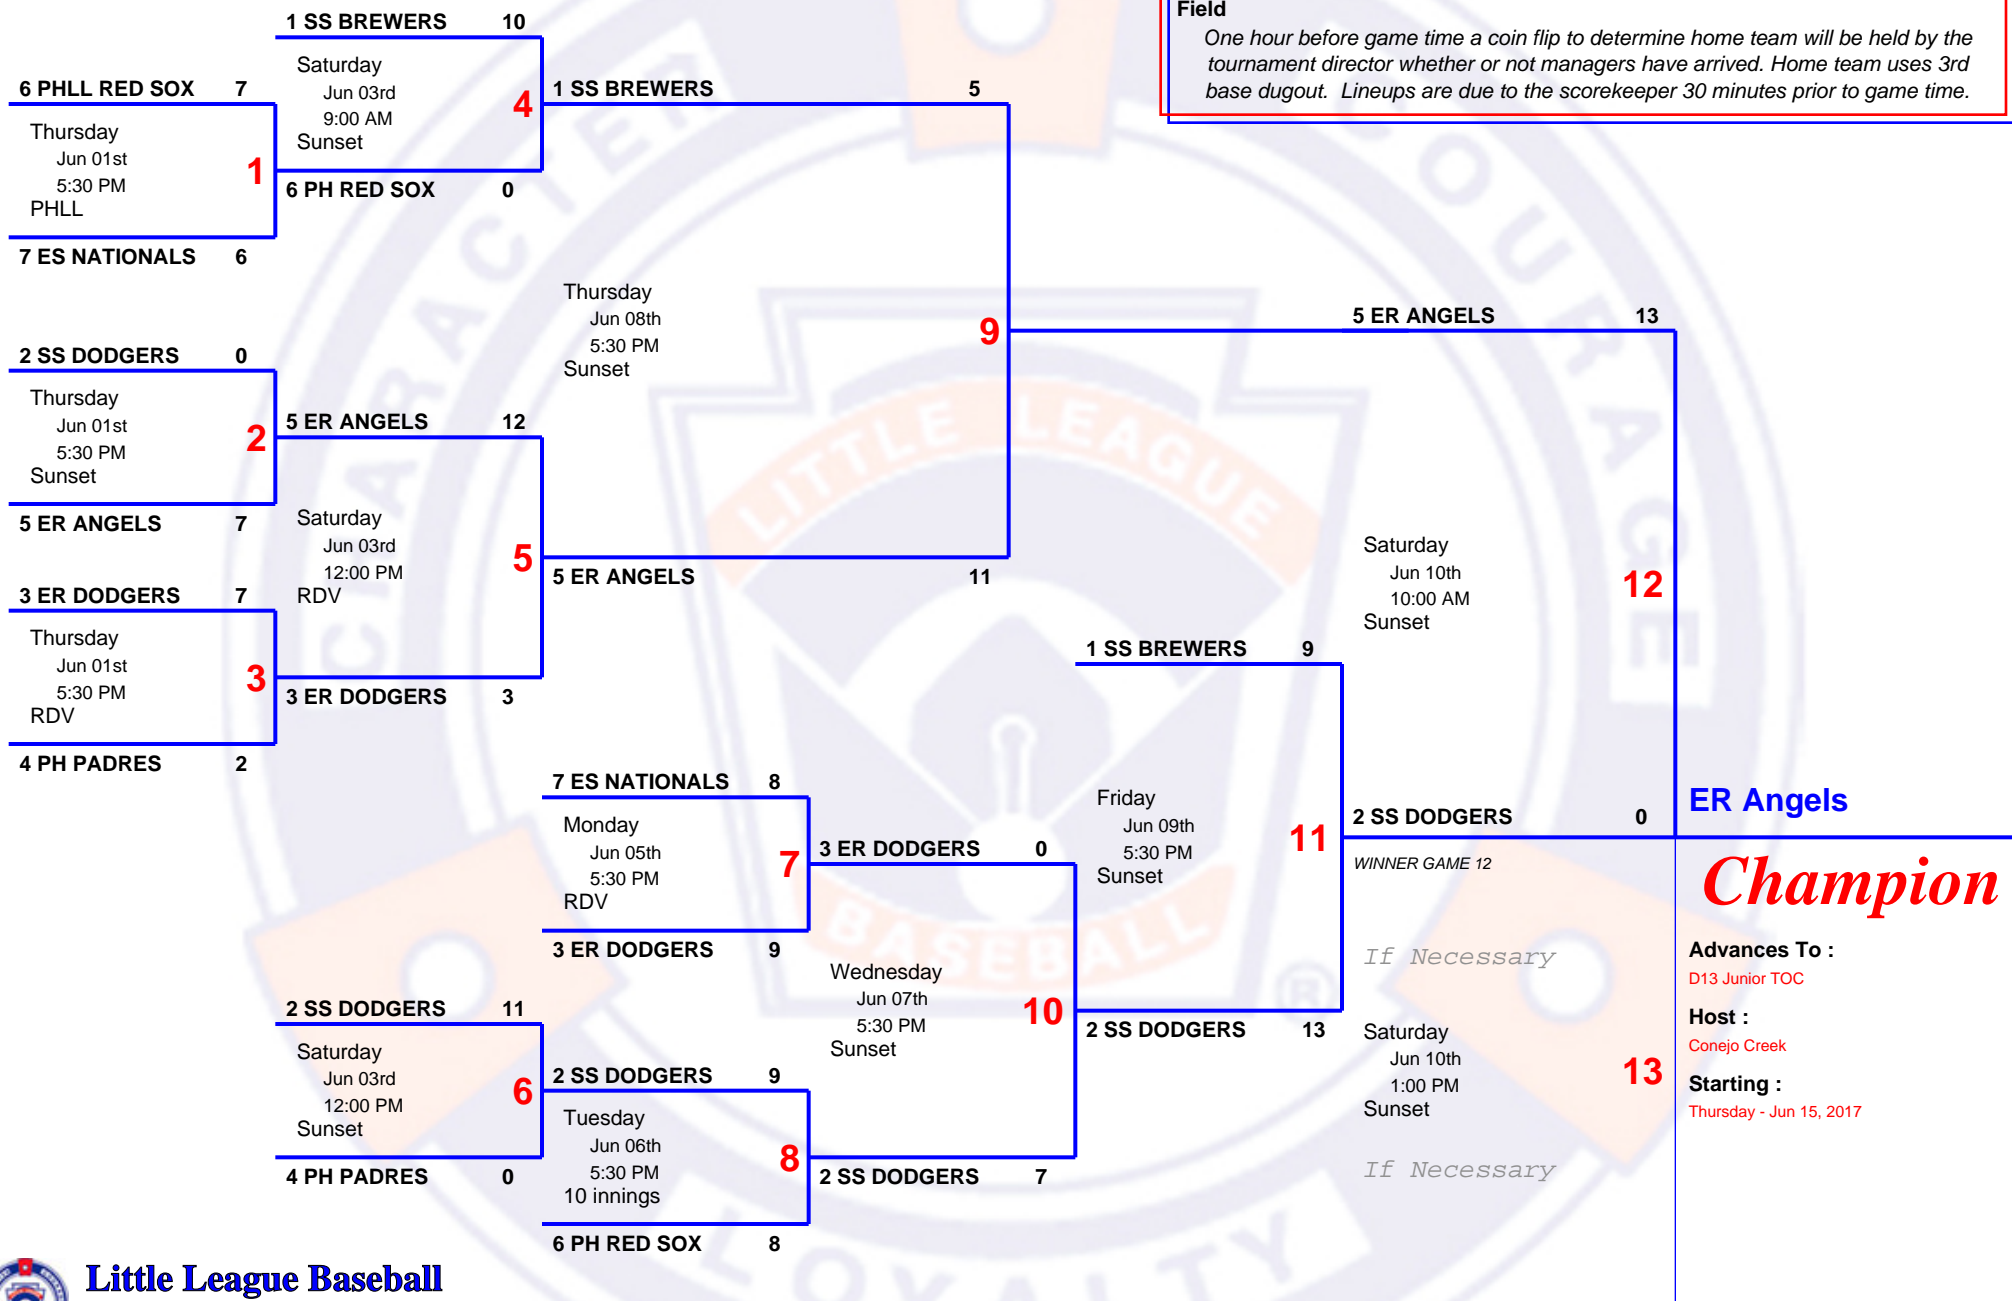 Field
One hour before game time a coin flip to determine home team will be held by the
tournament director whether or not managers have arrived. Home team uses 3rd
base dugout. Lineups are due to the scorekeeper 30 minutes prior to game time.
1 SS BREWERS 10
Saturday
Jun 03rd
9:00 AM
Sunset
4
6 PH RED SOX 0
6 PHLL RED SOX 7
Thursday
Jun 01st
5:30 PM
PHLL
1
7 ES NATIONALS 6
2 SS DODGERS 0
Thursday
Jun 01st
5:30 PM
Sunset
2
5 ER ANGELS 7
3 ER DODGERS 7
Thursday
Jun 01st
5:30 PM
RDV
3
4 PH PADRES 2
5 ER ANGELS 12
Saturday
Jun 03rd
12:00 PM
RDV
5
3 ER DODGERS 3
1 SS BREWERS 5
Thursday
Jun 08th
5:30 PM
Sunset
9
5 ER ANGELS 11
2 SS DODGERS 11
Saturday
Jun 03rd
12:00 PM
Sunset
6
4 PH PADRES 0
7 ES NATIONALS 8
Monday
Jun 05th
5:30 PM
RDV
7
3 ER DODGERS 9
2 SS DODGERS 9
Tuesday
Jun 06th
5:30 PM
10 innings
8
6 PH RED SOX 8
3 ER DODGERS 0
Wednesday
Jun 07th
5:30 PM
Sunset
10
2 SS DODGERS 7
1 SS BREWERS 9
Friday
Jun 09th
5:30 PM
Sunset
11
2 SS DODGERS 13
5 ER ANGELS 13
Saturday
Jun 10th
10:00 AM
Sunset
12
2 SS DODGERS 0
WINNER GAME 12
If Necessary
Saturday
Jun 10th
1:00 PM
Sunset
13
If Necessary
ER Angels
Champion
Advances To :
D13 Junior TOC
Host :
Conejo Creek
Starting :
Thursday - Jun 15, 2017
Little League Baseball
CHARACTER
COURAGE
LOYALTY
LITTLE LEAGUE
BASEBALL
®